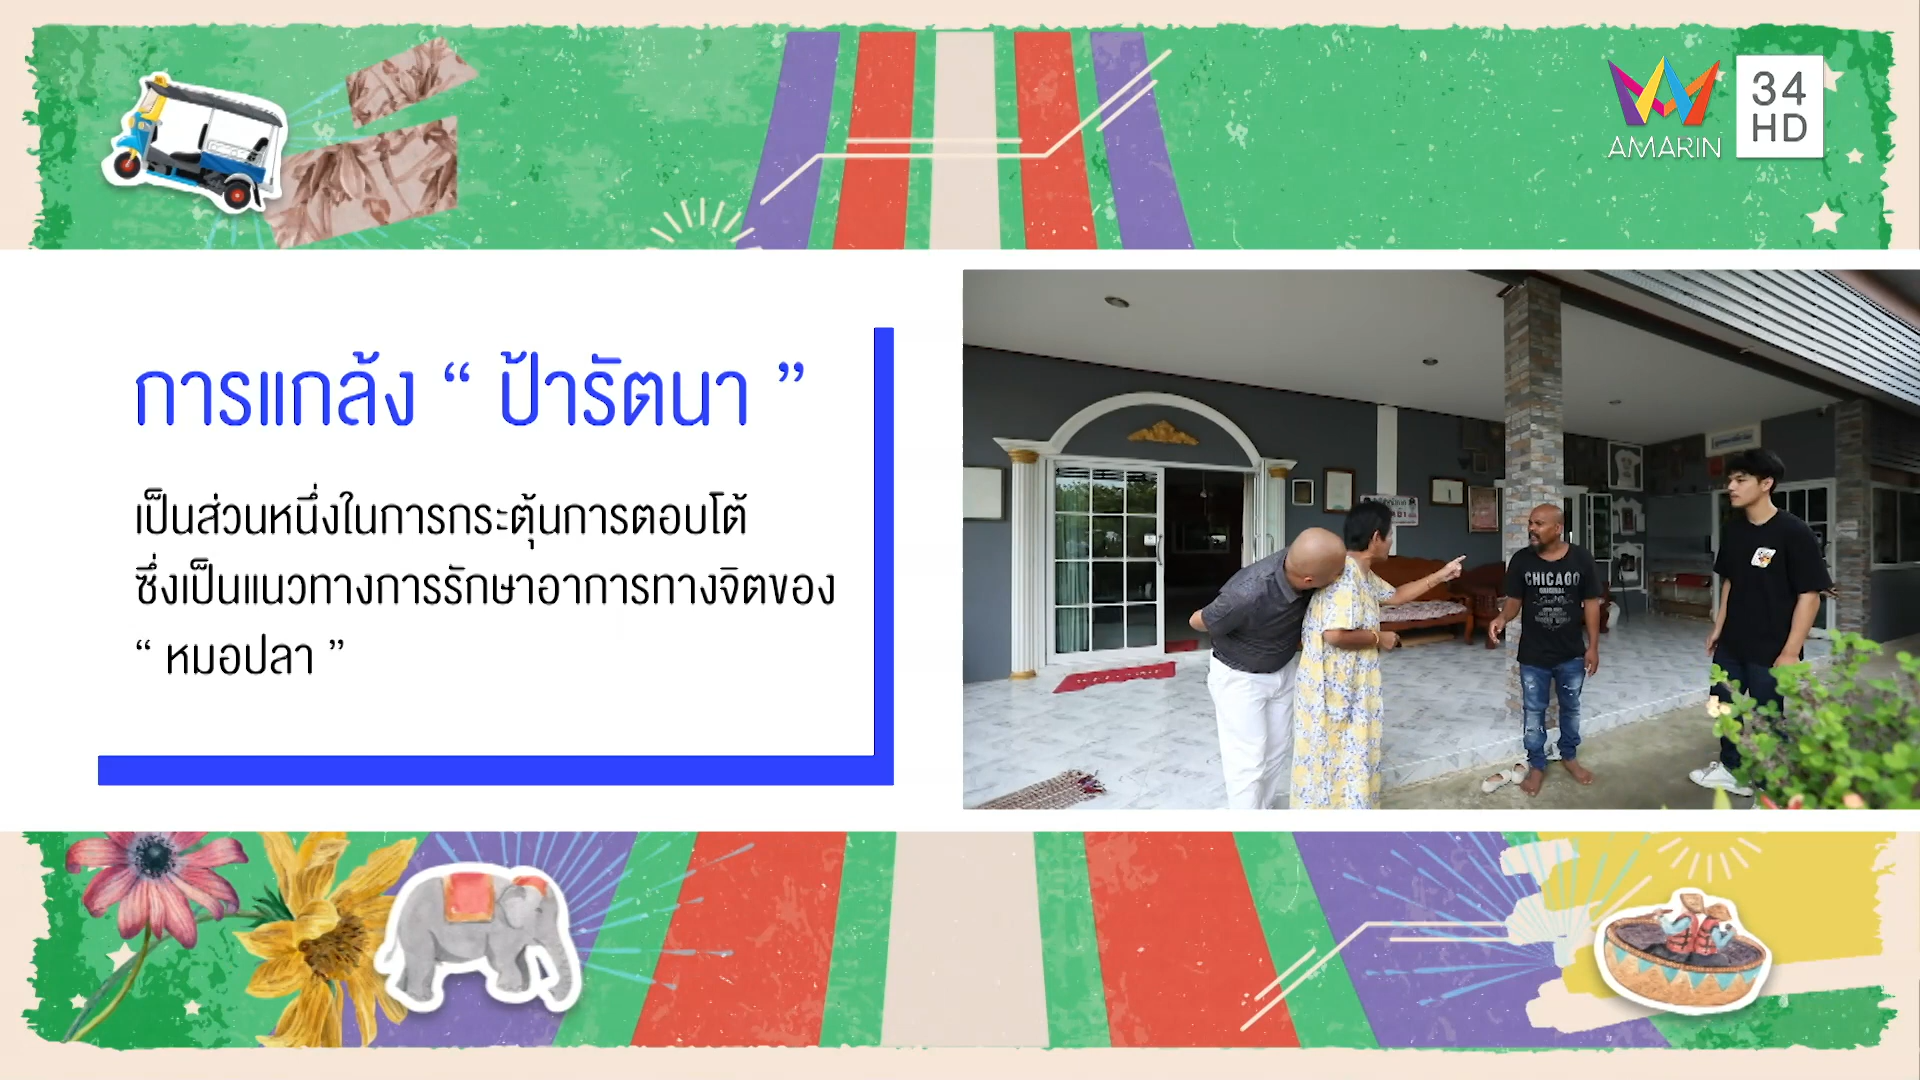 AMARIN
34
HD
การแกล้ง “ ป้ารัตนา ”
เป็นส่วนหนึ่งในการกระตุ้นการตอบโต้
ซึ่งเป็นแนวทางการรักษาอาการทางจิตของ
“ หมอปลา ”
CHICAGO